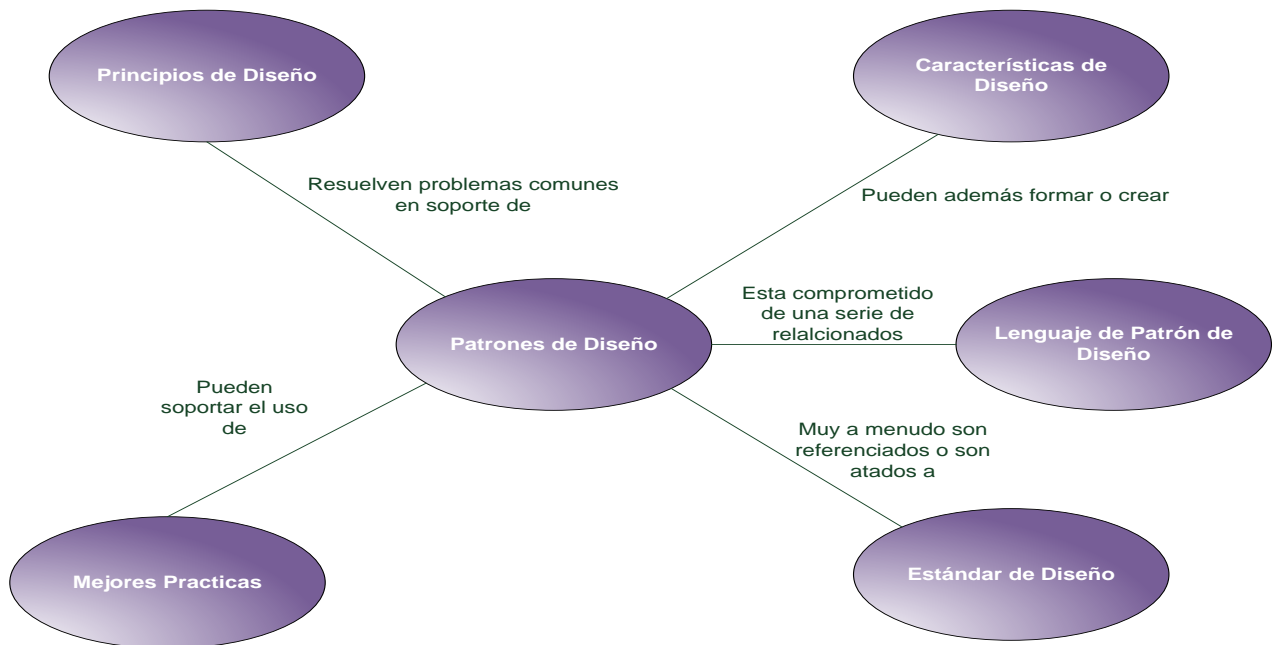 Principios de Diseño
Características de
Diseño
Resuelven problemas comunes
en soporte de
Pueden además formar o crear
Patrones de Diseño
Esta comprometido
de una serie de
relalcionados
Lenguaje de Patrón de
Diseño
Pueden
soportar el uso
de
Muy a menudo son
referenciados o son
atados a
Mejores Practicas
Estándar de Diseño